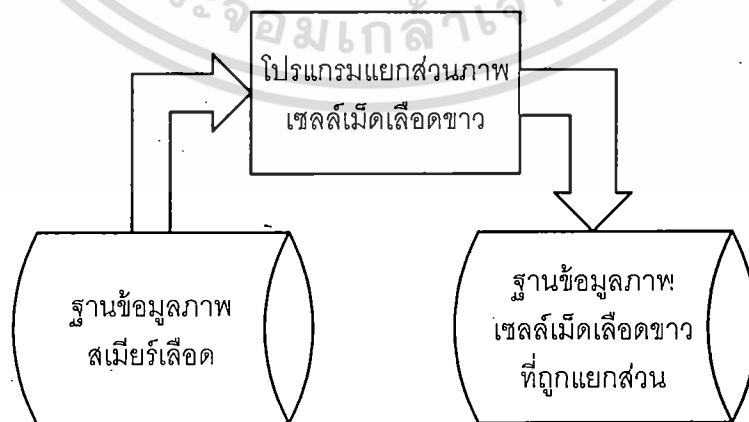 โปรแกรมแยกส่วนภาพ
เซลล์เม็ดเลือดขาว
ฐานข้อมูลภาพ
สเมียร์เลือด
ฐานข้อมูลภาพ
เซลล์เม็ดเลือดขาว
ที่ถูกแยกส่วน